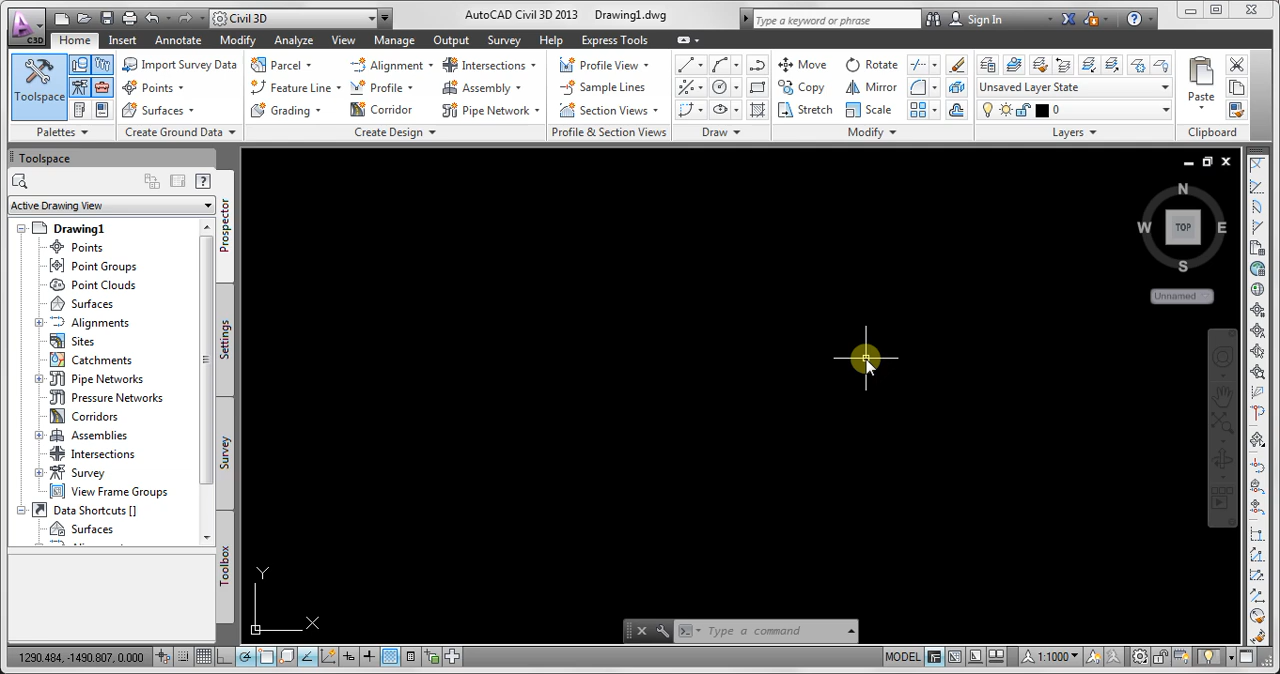 Civil 3D
AutoCAD Civil 3D 2013 Drawing1.dwg
Type a keyword or phrase
Sign In
C3D
Home Insert Annotate Modify Analyze View Manage Output Survey Help Express Tools
Toolspace
Import Survey Data
Points
Surfaces
Parcel
Feature Line
Grading
Alignment
Profile
Corridor
Intersections
Assembly
Pipe Network
Profile View
Sample Lines
Section Views
Move
Copy
Stretch
Rotate
Mirror
Scale
Unsaved Layer State
0
Paste
Palettes
Create Ground Data
Create Design
Profile & Section Views
Draw
Modify
Layers
Clipboard
Toolspace
Active Drawing View
Drawing1
Points
Point Groups
Point Clouds
Surfaces
Alignments
Sites
Catchments
Pipe Networks
Pressure Networks
Corridors
Assemblies
Intersections
Survey
View Frame Groups
Data Shortcuts []
Surfaces
Prospector
Settings
Survey
Toolbox
N
W
TOP
E
S
Unnamed
Y
X
Type a command
1290.484, -1490.807, 0.000
MODEL
1:1000